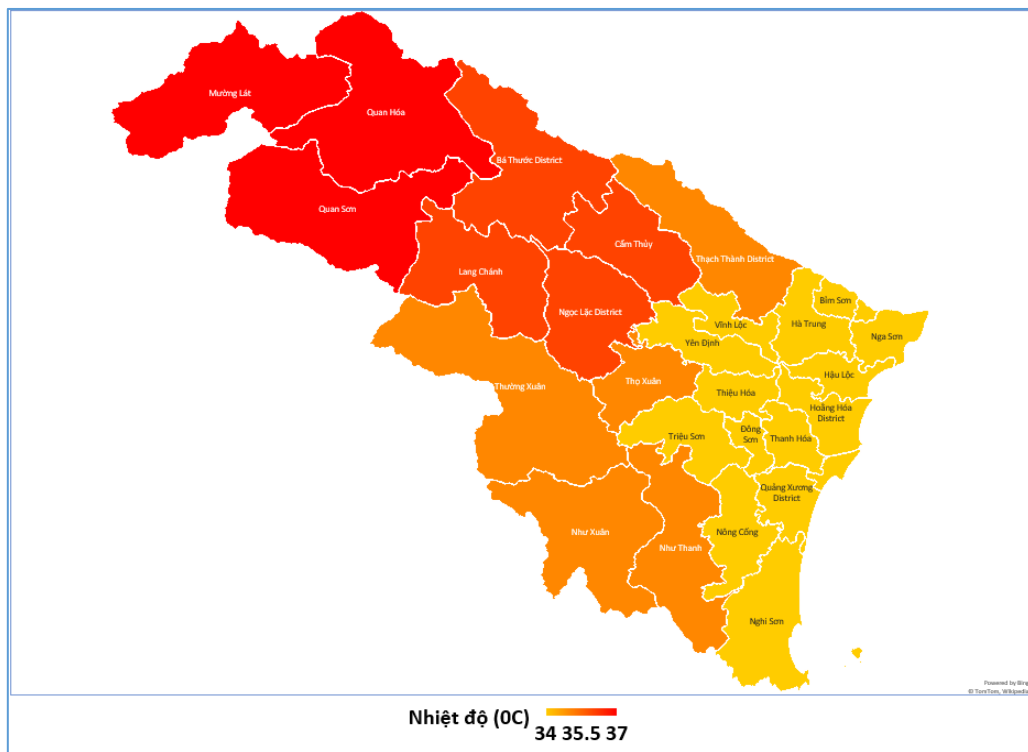 Mường Lát
Quan Hóa
Bá Thước District
Quan Sơn
Cẩm Thủy
Thạch Thành District
Lang Chánh
Bỉm Sơn
Ngọc Lặc District
Vĩnh Lộc
Hà Trung
Nga Sơn
Yên Định
Hậu Lộc
Thường Xuân
Thọ Xuân
Thiệu Hóa
Hoằng Hóa
District
Triệu Sơn
Đông
Sơn
Thanh Hóa
Quảng Xương
District
Như Xuân
Nông Cống
Như Thanh
Nghi Sơn
Powered by Bing
© TomTom, Wikipedia
Nhiệt độ (0C)
34 35.5 37